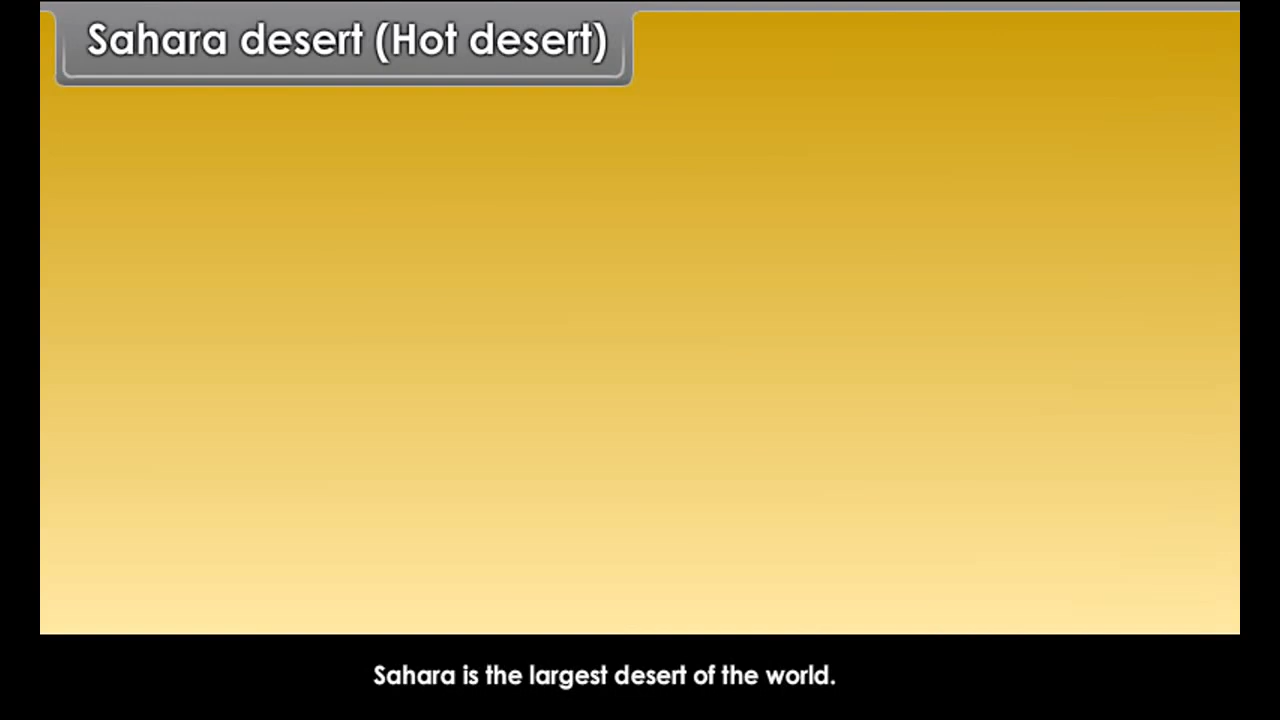 Sahara desert (Hot desert)
Sahara is the largest desert of the world.